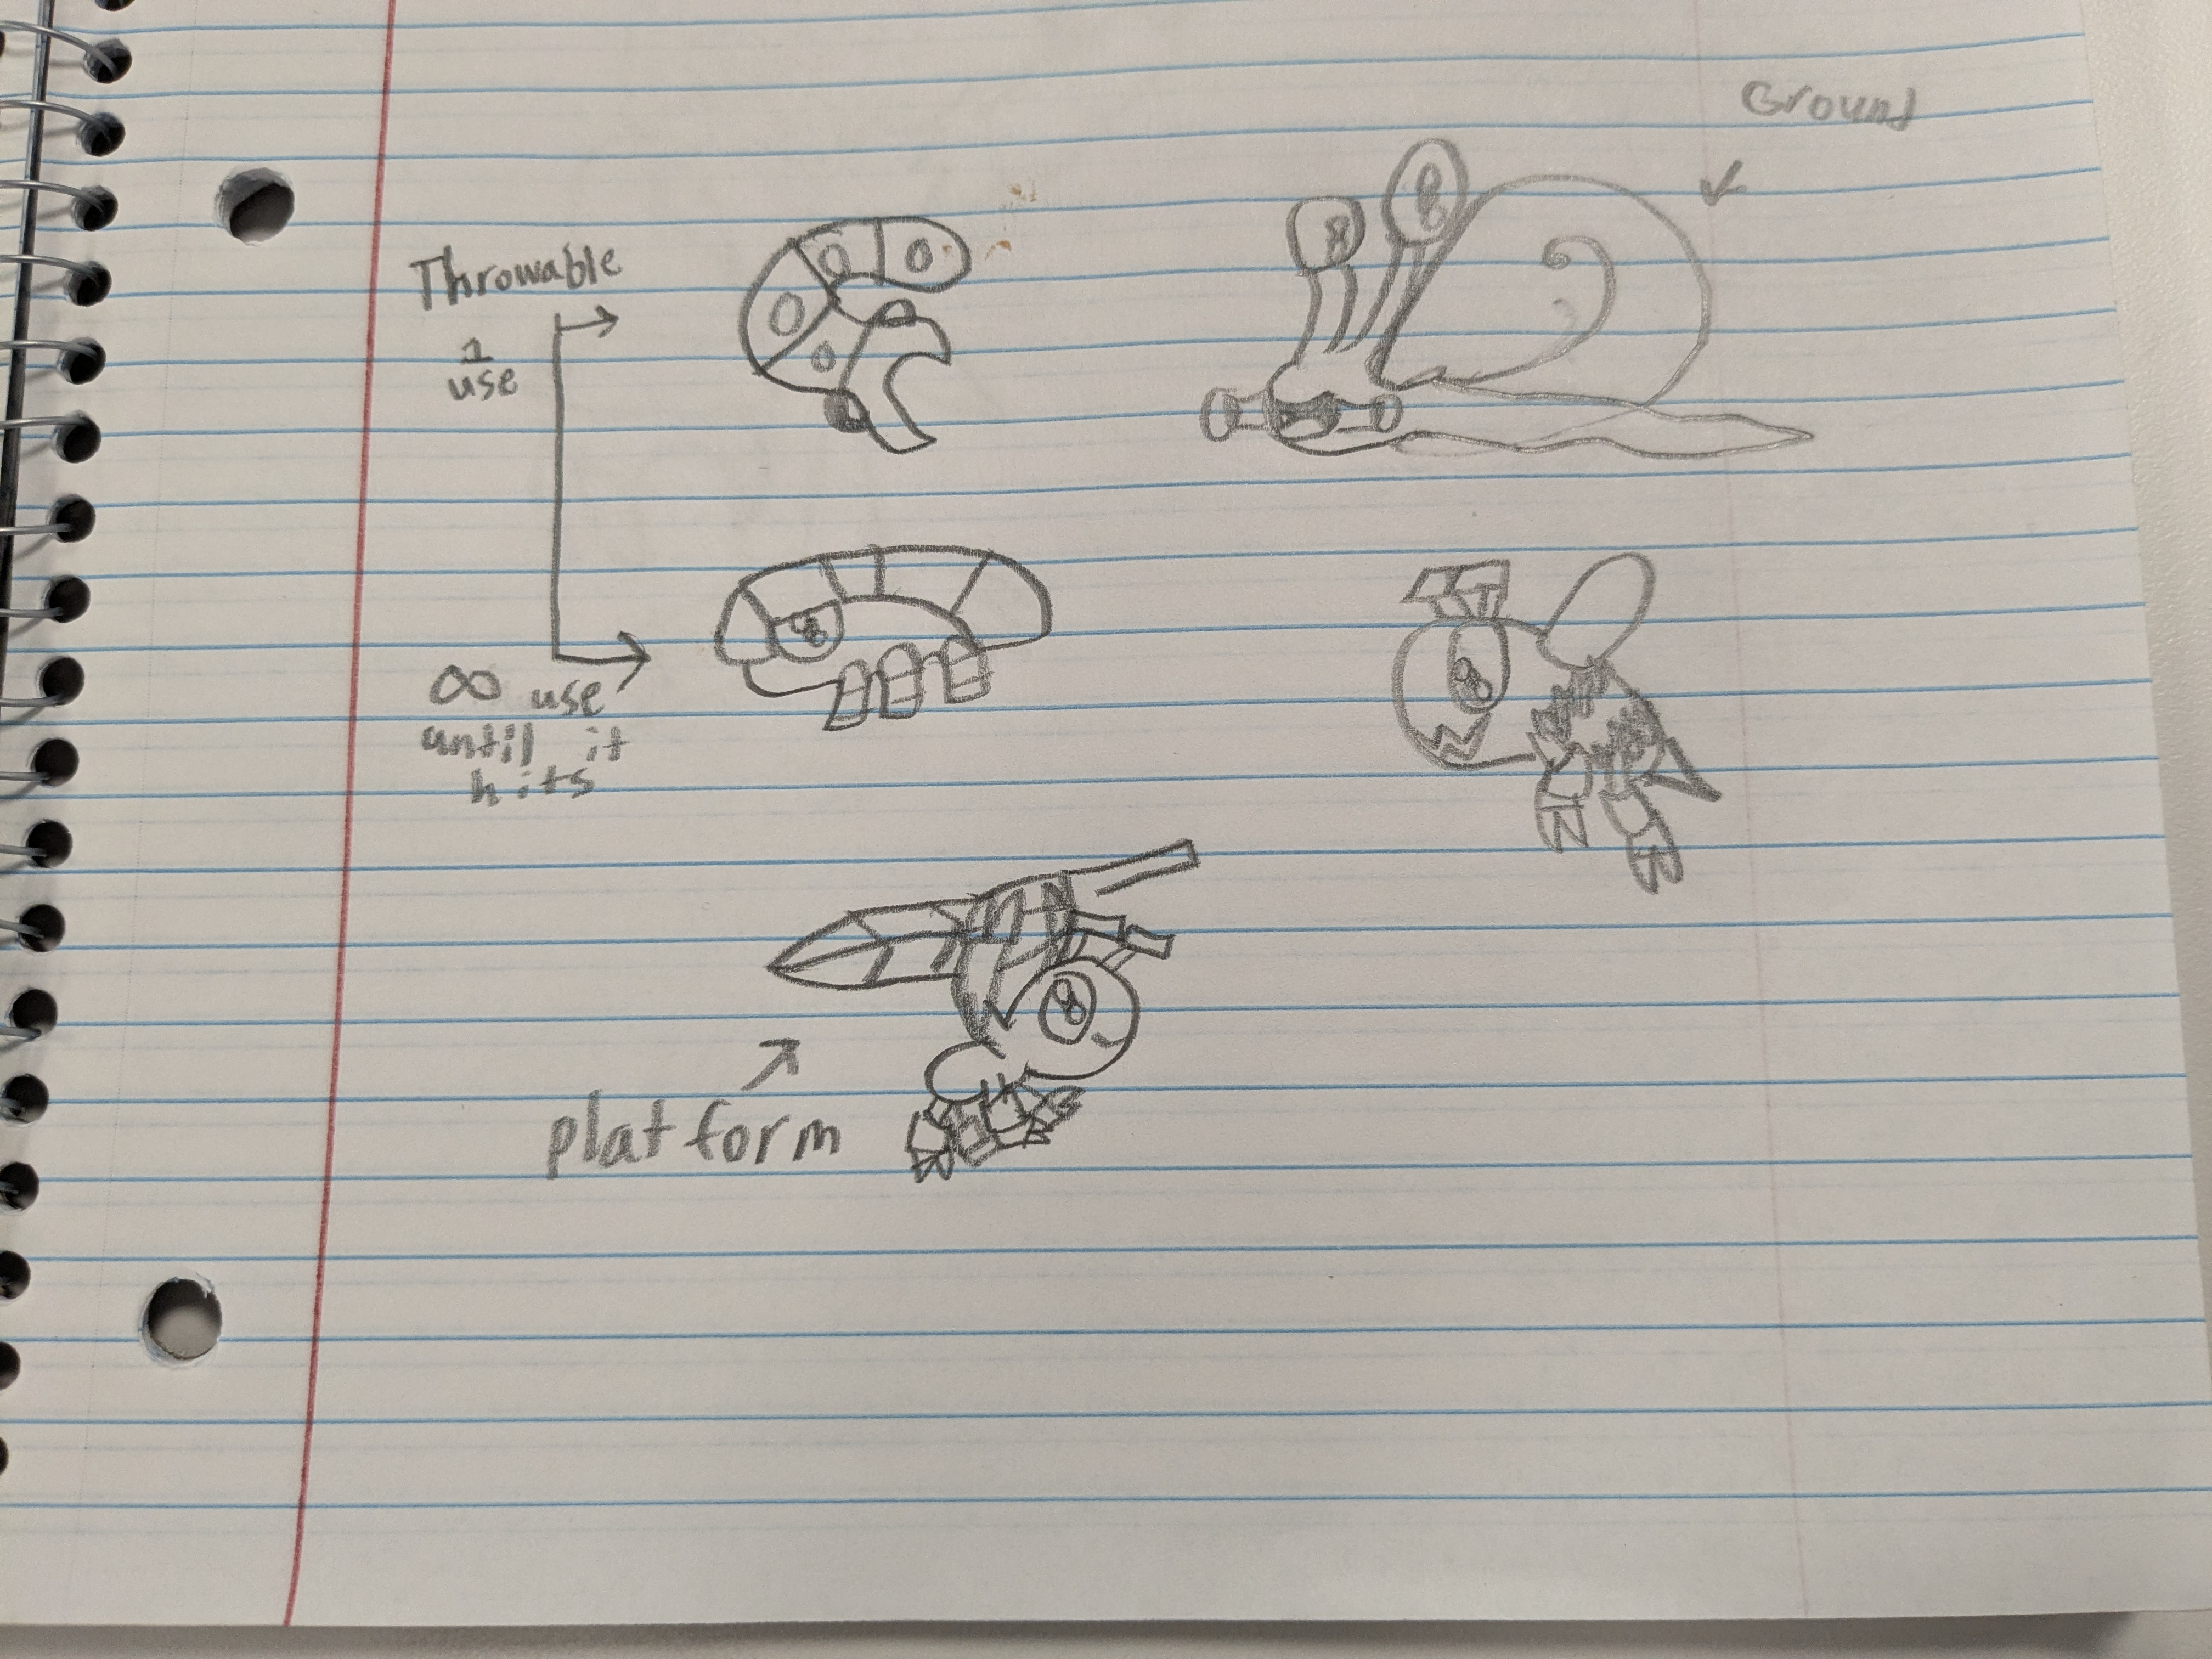 Ground
Throwable
1
use
∞ use
until it
hits
platform